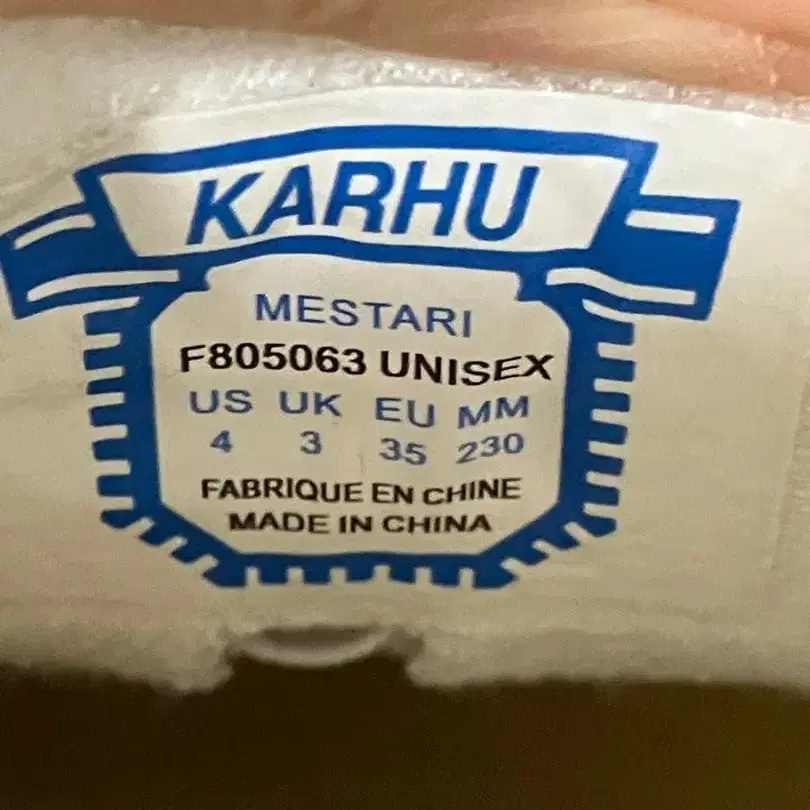 KARHU
MESTARI
F805063 UNISEX
US UK EU MM
4 3 35 230
FABRIQUE EN CHINE
MADE IN CHINA